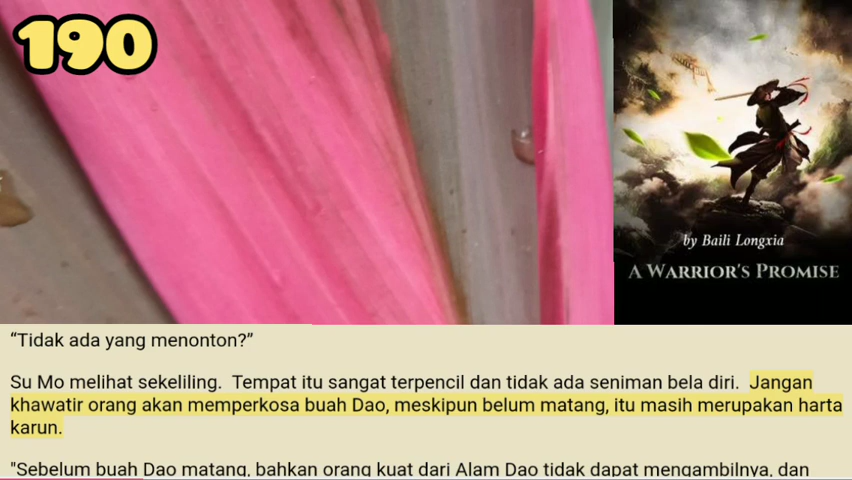 190
by Baili Longxia
A WARRIOR'S PROMISE
“Tidak ada yang menonton?”
Su Mo melihat sekeliling. Tempat itu sangat terpencil dan tidak ada seniman bela diri. Jangan
khawatir orang akan memperkosa buah Dao, meskipun belum matang, itu masih merupakan harta
karun.
"Sebelum buah Dao matang, bahkan orang kuat dari Alam Dao tidak dapat mengambilnya, dan